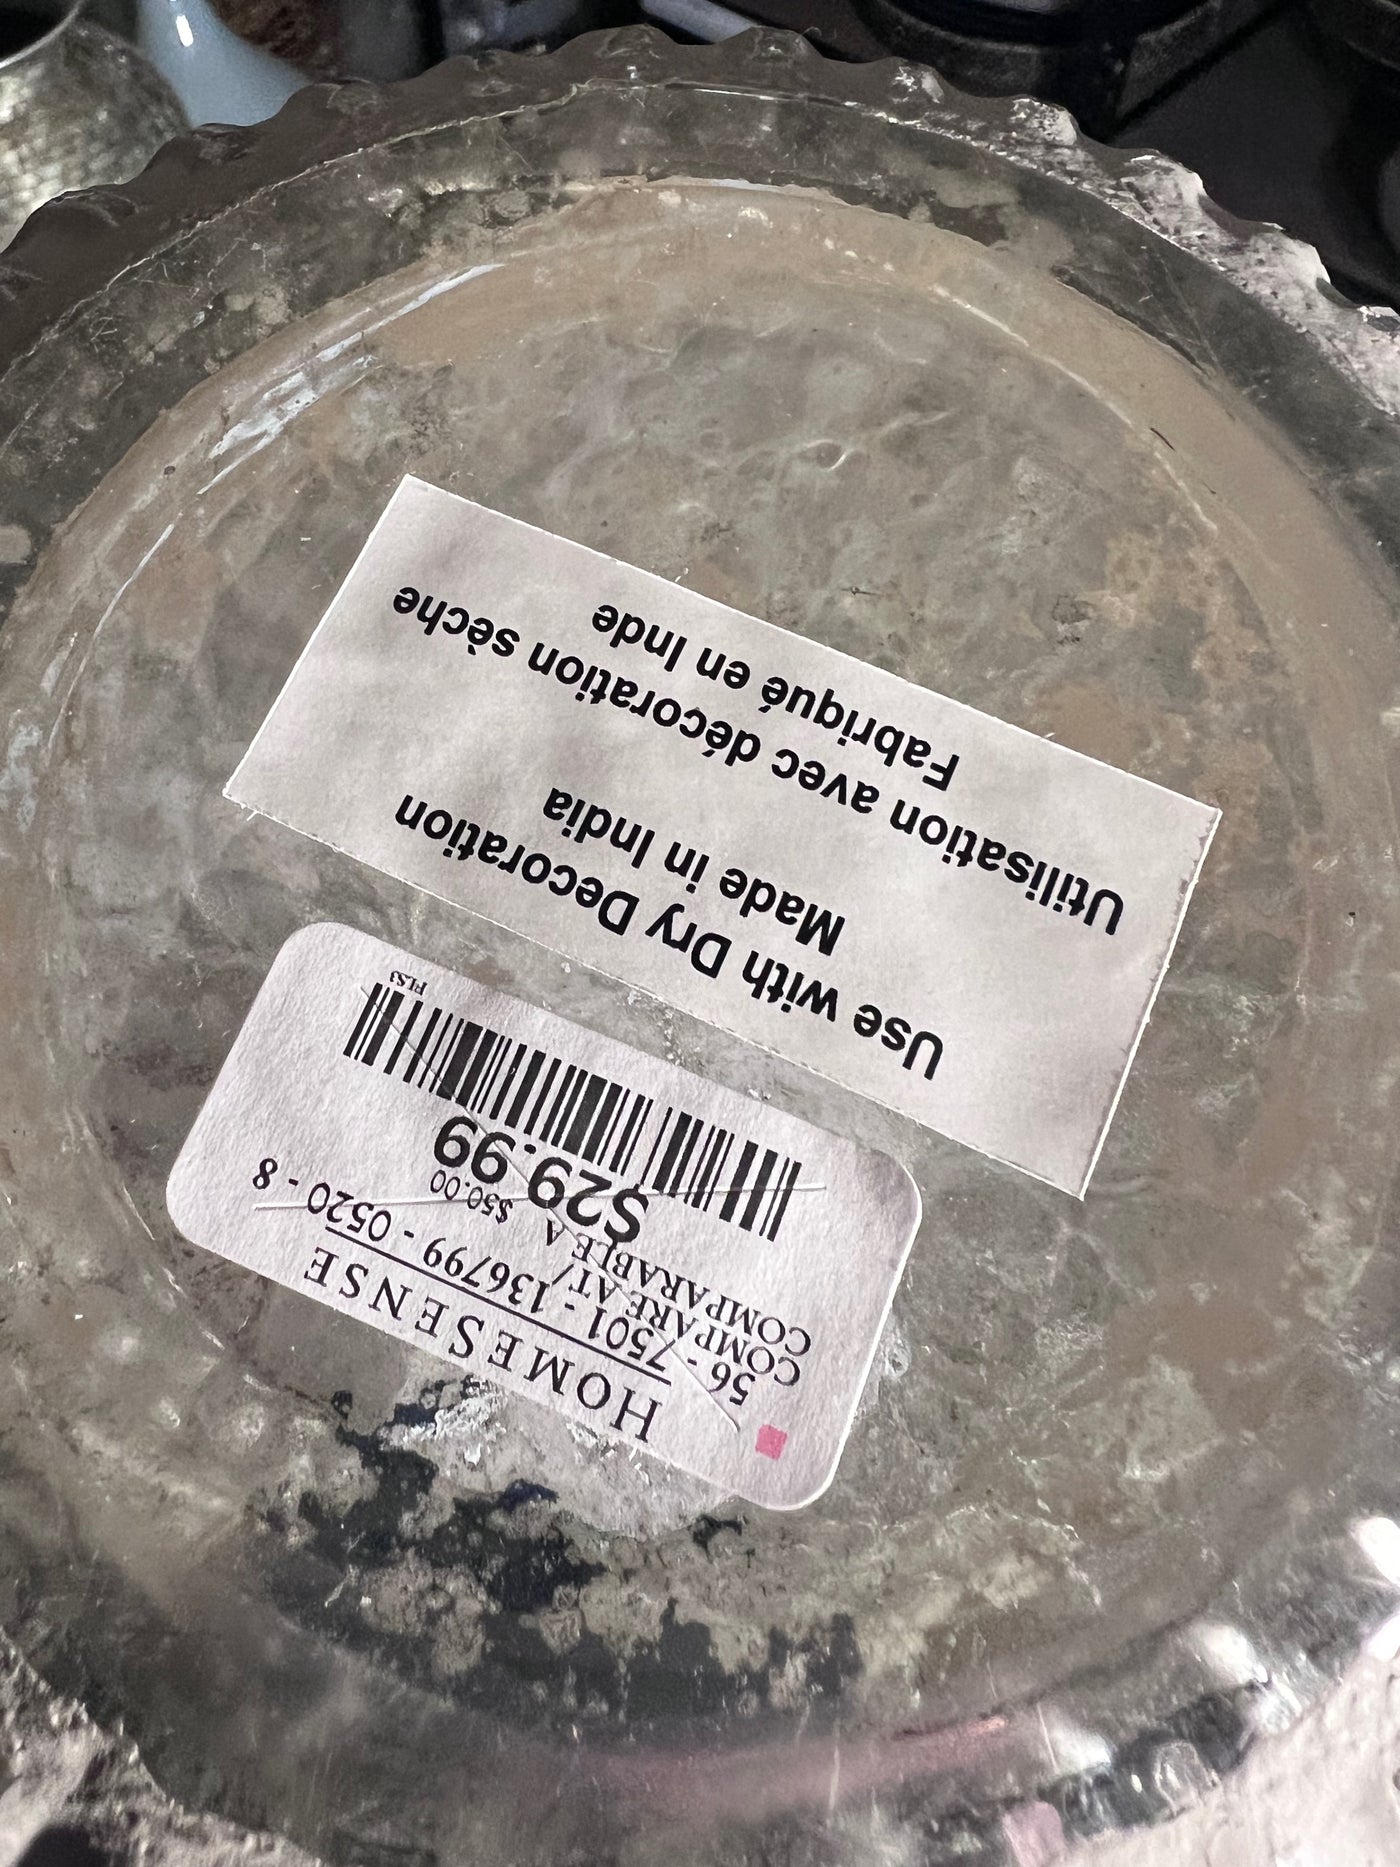 Use with Dry Decoration
Made in India
Utilisation avec décoration sèche
Fabriqué en Inde
HOMESENSE
56 - 7501 - 136799 - 0520 - 8
COMPARE AT/
COMPARABLE A
$50.00
$29.99